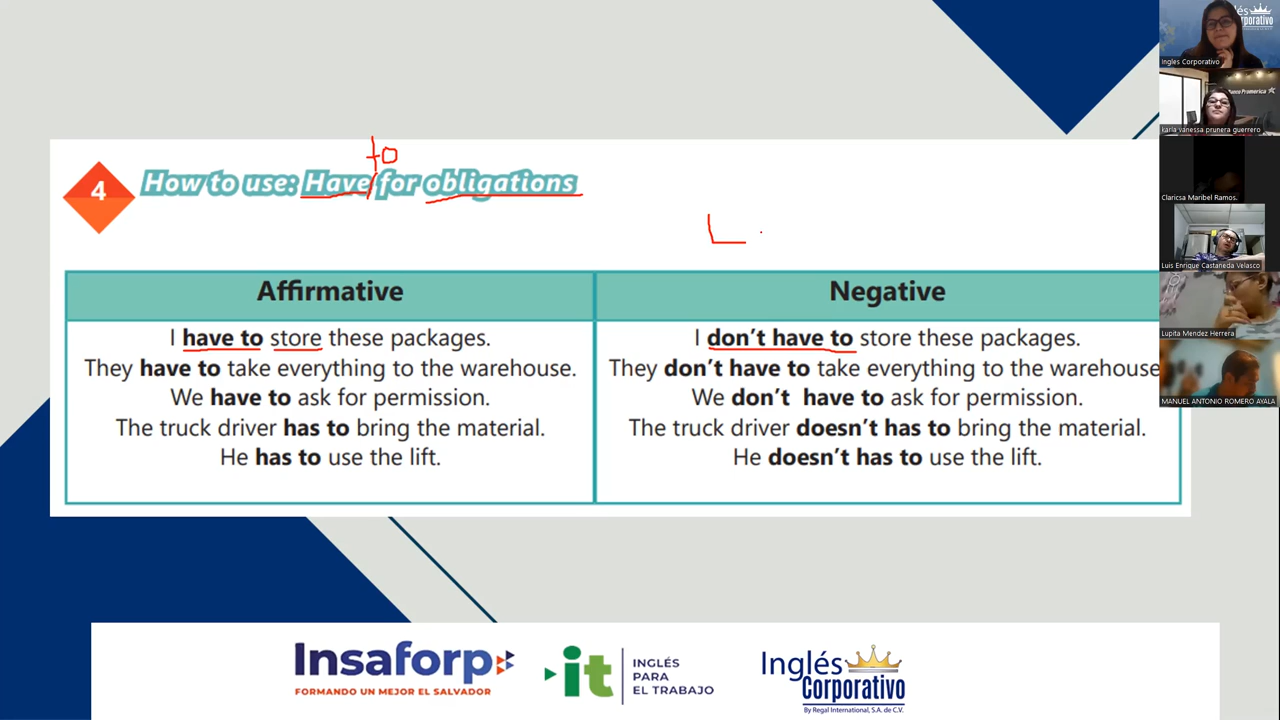 to
4
How to use: Have for obligations
L
Affirmative
I have to store these packages.
They have to take everything to the warehouse.
We have to ask for permission.
The truck driver has to bring the material.
He has to use the lift.
Negative
I don't have to store these packages.
They don't have to take everything to the warehouse
We don't have to ask for permission.
The truck driver doesn't has to bring the material.
He doesn't has to use the lift.
Insaforp
FORMANDO UN MEJOR EL SALVADOR
it
INGLÉS
PARA
EL TRABAJO
Inglés
Corporativo
By Regal International, S.A. de C.V.
lés
orporativo
Ingles Corporativo
Banco Promerica
karla vanessa prunera guerrero
Claricsa Maribel Ramos.
Luis Enrique Castaneda Velasco
Lupita Mendez Herrera
MANUEL ANTONIO ROMERO AYALA